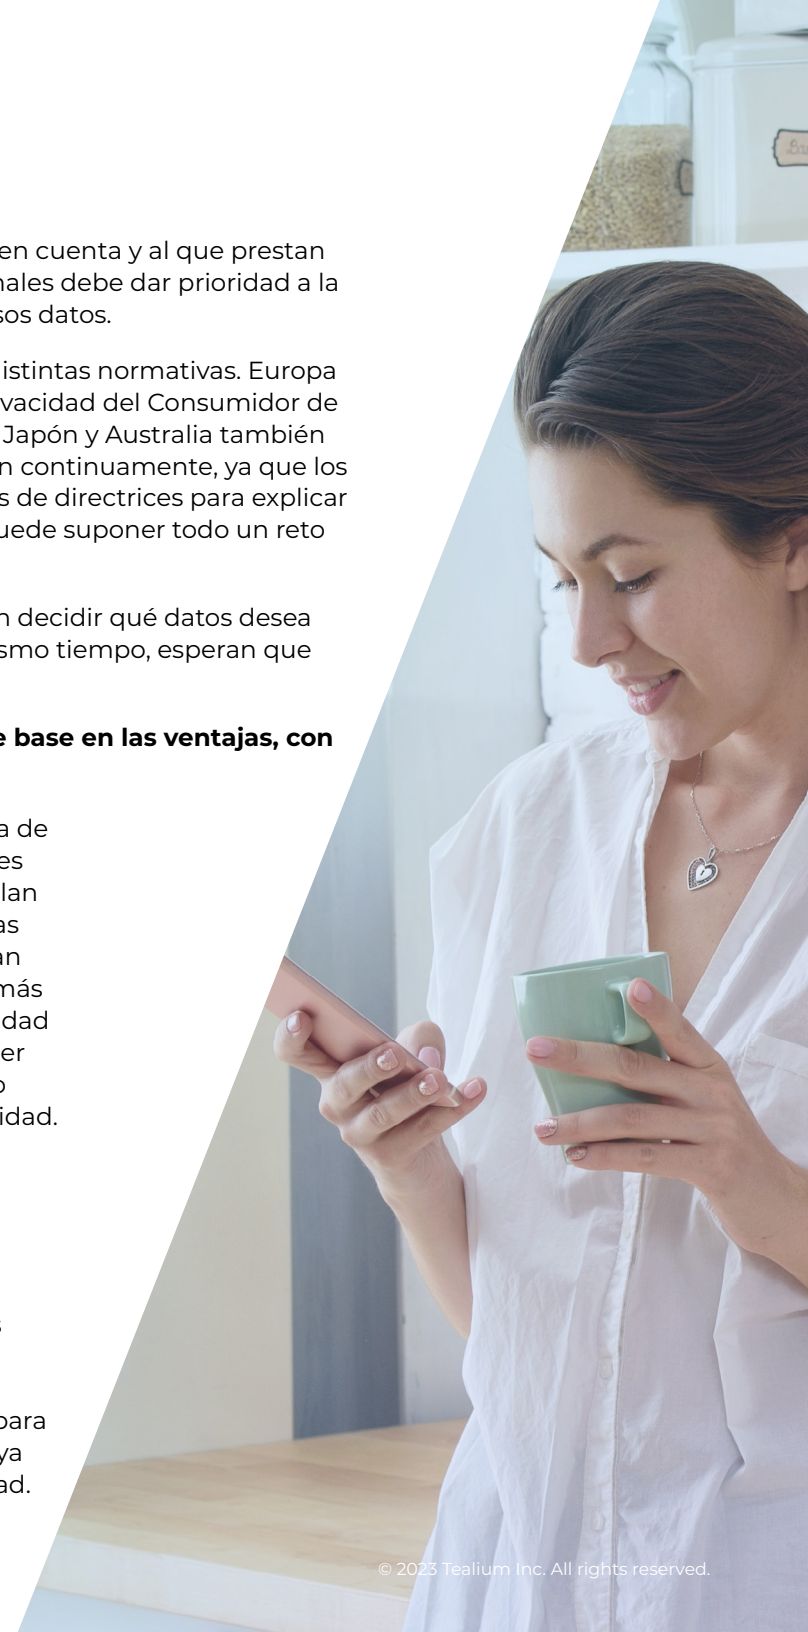 en cuenta y al que prestan
nales debe dar prioridad a la
sos datos.
istintas normativas. Europa
vacidad del Consumidor de
Japón y Australia también
n continuamente, ya que los
s de directrices para explicar
uede suponer todo un reto
n decidir qué datos desea
smo tiempo, esperan que
e base en las ventajas, con
a de
es
lan
as
an
más
dad
er
o
idad.
s
para
ya
ad.
© 2023 Tealium Inc. All rights reserved.